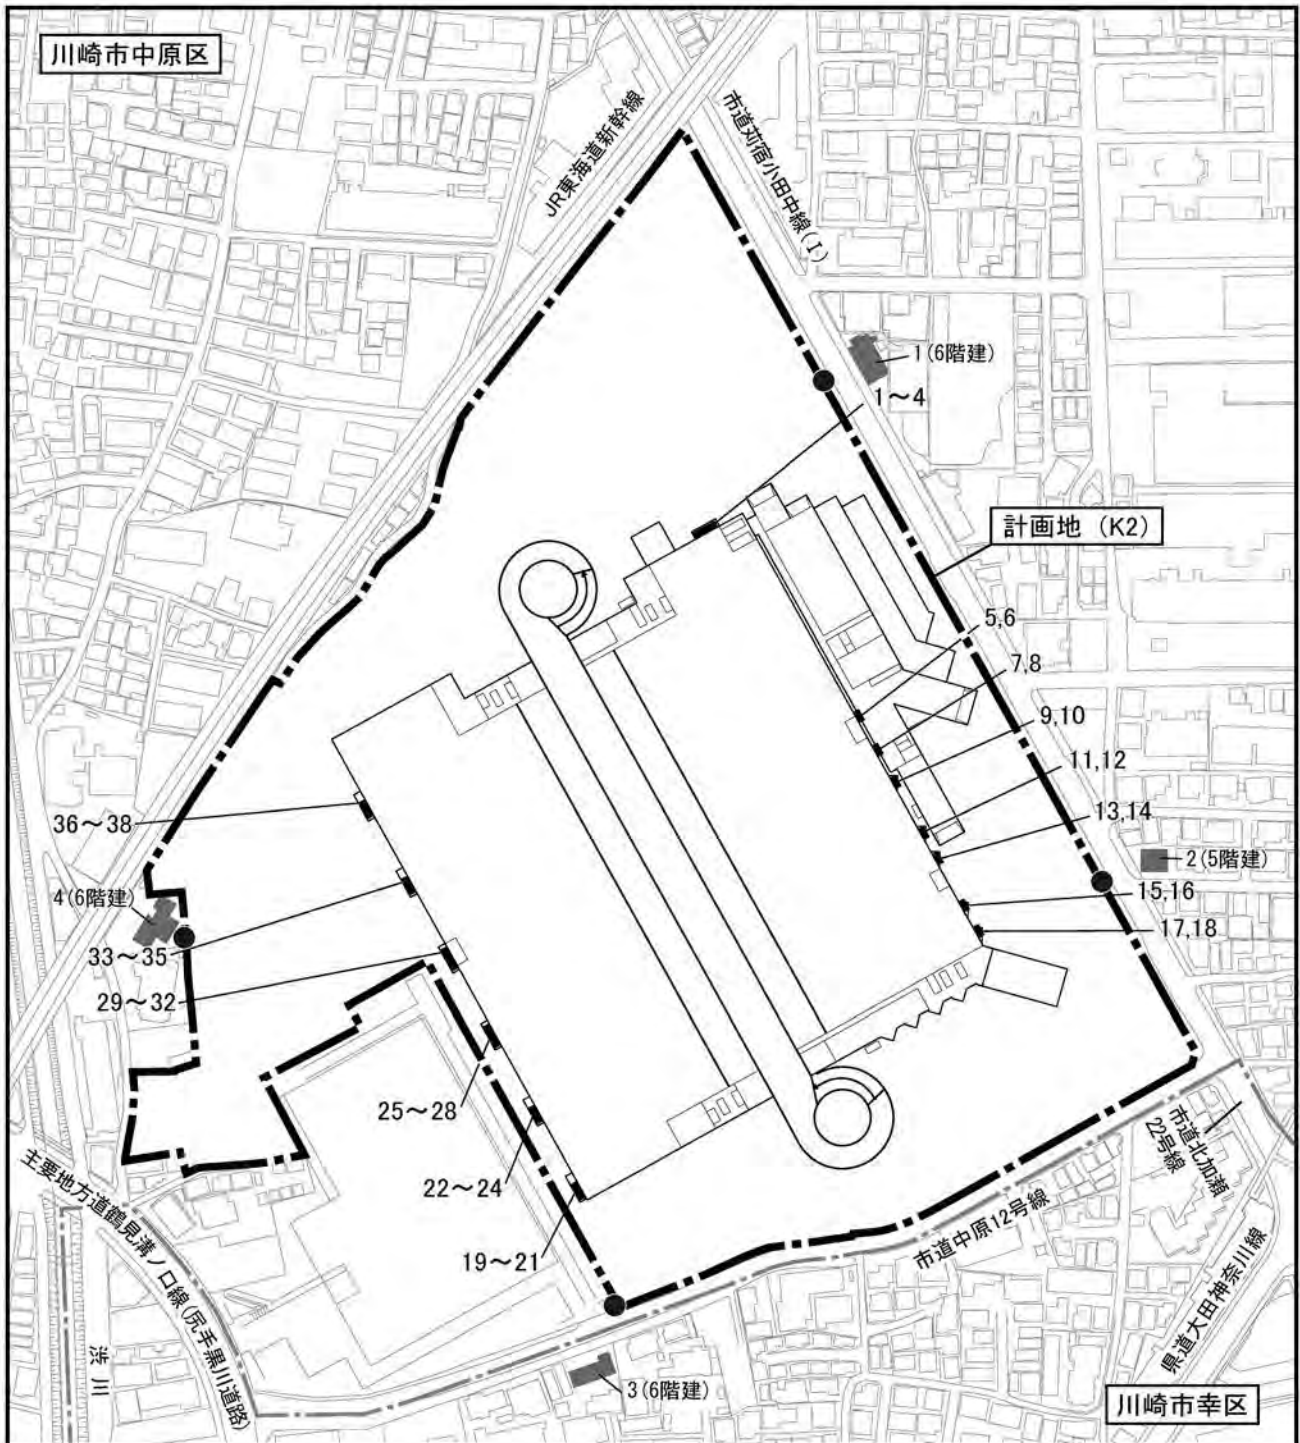 川崎市中原区
JR東海道新幹線
市道苅宿小田中線(Ⅰ)
1(6階建)
1～4
計画地 (K2)
5,6
7,8
9,10
11,12
13,14
2(5階建)
15,16
17,18
36～38
4(6階建)
33～35
29～32
25～28
22～24
19～21
市道北加瀬
22号線
市道中原12号線
主要地方道鶴見溝ノ口線(尻手黒川道路)
県道大田神奈川線
渋川
3(6階建)
川崎市幸区